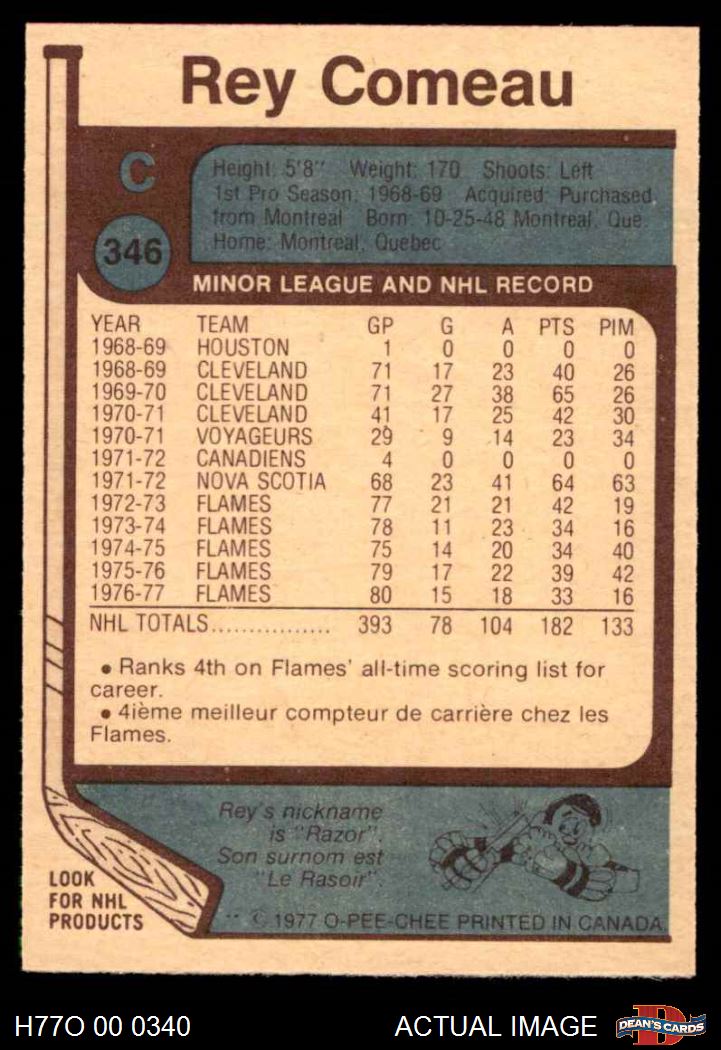 Rey Comeau
C
346
Height: 5'8" Weight: 170 Shoots: Left
1st Pro Season: 1968-69 Acquired: Purchased
from Montreal Born: 10-25-48 Montreal, Que.
Home: Montreal, Quebec
MINOR LEAGUE AND NHL RECORD
YEAR TEAM GP G A PTS PIM
1968-69 HOUSTON 1 0 0 0 0
1968-69 CLEVELAND 71 17 23 40 26
1969-70 CLEVELAND 71 27 38 65 26
1970-71 CLEVELAND 41 17 25 42 30
1970-71 VOYAGEURS 29 9 14 23 34
1971-72 CANADIENS 4 0 0 0 0
1971-72 NOVA SCOTIA 68 23 41 64 63
1972-73 FLAMES 77 21 21 42 19
1973-74 FLAMES 78 11 23 34 16
1974-75 FLAMES 75 14 20 34 40
1975-76 FLAMES 79 17 22 39 42
1976-77 FLAMES 80 15 18 33 16
NHL TOTALS................ 393 78 104 182 133
• Ranks 4th on Flames' all-time scoring list for
career.
• 4ième meilleur compteur de carrière chez les
Flames.
Rey's nickname
is "Razor".
Son surnom est
"Le Rasoir".
LOOK
FOR NHL
PRODUCTS
** © 1977 O-PEE-CHEE PRINTED IN CANADA
H77O 00 0340
ACTUAL IMAGE
D
DEAN'S CARDS